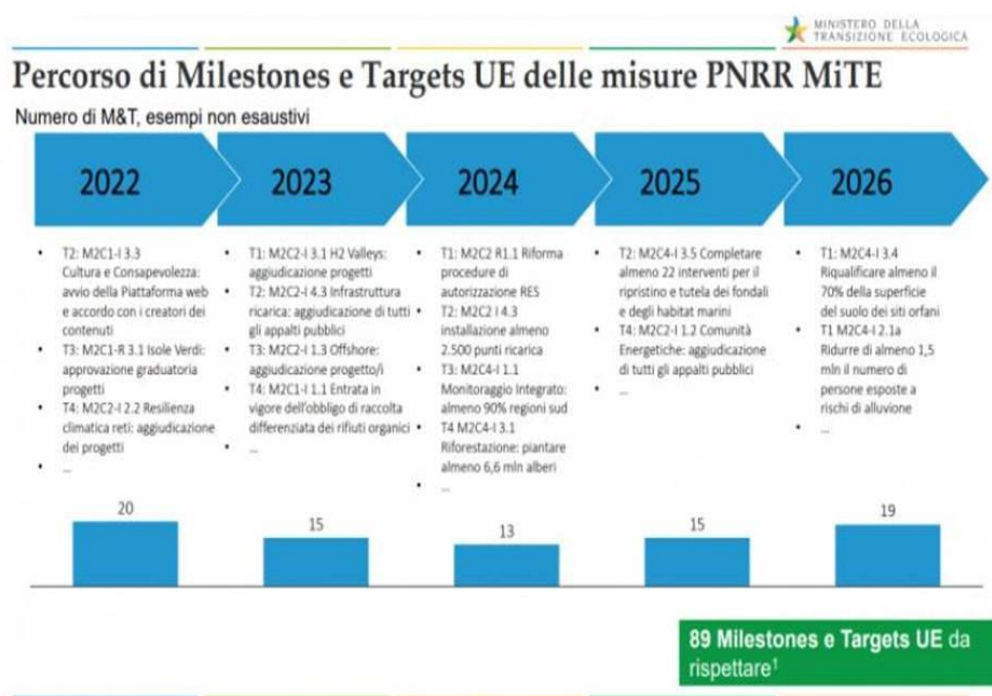 MINISTERO DELLA
TRANSIZIONE ECOLOGICA
Percorso di Milestones e Targets UE delle misure PNRR MiTE
Numero di M&T, esempi non esaustivi
2022
2023
2024
2025
2026
• T2: M2C1-I 3.3
Cultura e Consapevolezza:
avvio della Piattaforma web
e accordo con i creatori dei
contenuti
• T3: M2C1-R 3.1 Isole Verdi:
approvazione graduatoria
progetti
• T4: M2C2-I 2.2 Resilienza
climatica reti: aggiudicazione
dei progetti
• ...
• T1: M2C2-I 3.1 H2 Valleys:
aggiudicazione progetti
• T2: M2C2-I 4.3 Infrastruttura
ricarica: aggiudicazione di tutti
gli appalti pubblici
• T3: M2C2-I 1.3 Offshore:
aggiudicazione progetto/i
• T4: M2C1-I 1.1 Entrata in
vigore dell'obbligo di raccolta
differenziata dei rifiuti organici
• ...
• T1: M2C2 R1.1 Riforma
procedure di
autorizzazione RES
• T2: M2C2 I 4.3
installazione almeno
2.500 punti ricarica
• T3: M2C4-I 1.1
Monitoraggio Integrato:
almeno 90% regioni sud
• T4 M2C4-I 3.1
Riforestazione: piantare
almeno 6,6 mln alberi
• ...
• T2: M2C4-I 3.5 Completare
almeno 22 interventi per il
ripristino e tutela dei fondali
e degli habitat marini
• T4: M2C2-I 1.2 Comunità
Energetiche: aggiudicazione
di tutti gli appalti pubblici
• ...
• T1: M2C4-I 3.4
Riqualificare almeno il
70% della superficie
del suolo dei siti orfani
• T1 M2C4-I 2.1a
Ridurre di almeno 1,5
mln il numero di
persone esposte a
rischi di alluvione
• ...
20
15
13
15
19
89 Milestones e Targets UE da
rispettare¹